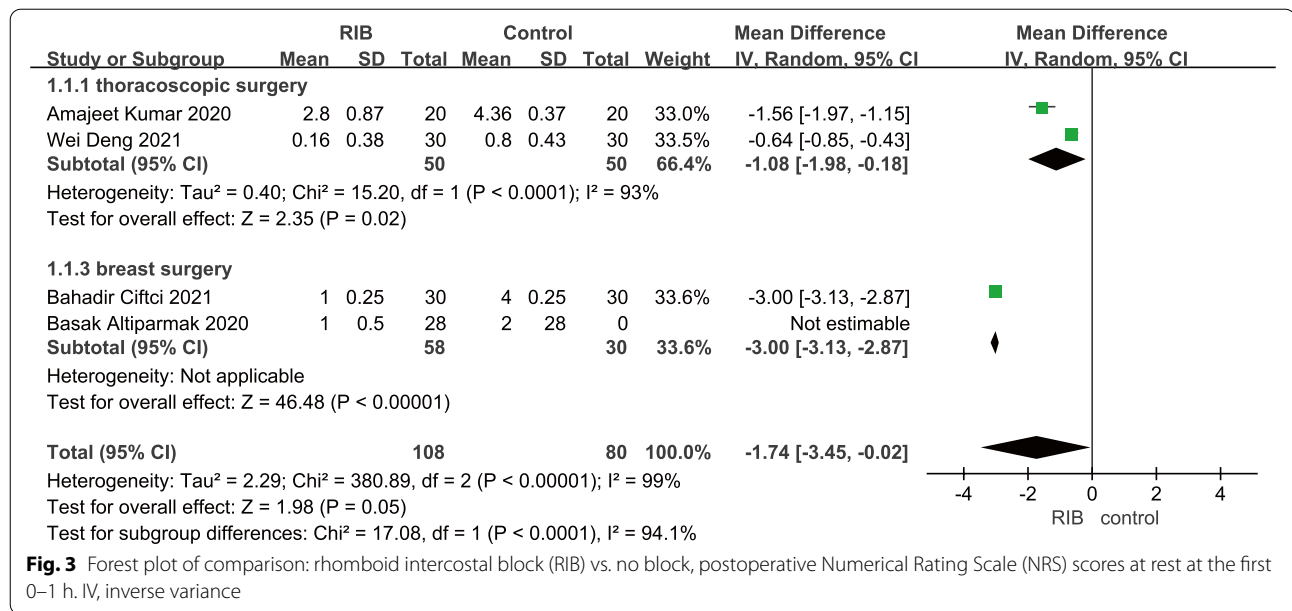 RIB Control Mean Difference Mean Difference
Study or Subgroup Mean SD Total Mean SD Total Weight IV, Random, 95% CI IV, Random, 95% CI
1.1.1 thoracoscopic surgery
Amajeet Kumar 2020 2.8 0.87 20 4.36 0.37 20 33.0% -1.56 [-1.97, -1.15]
Wei Deng 2021 0.16 0.38 30 0.8 0.43 30 33.5% -0.64 [-0.85, -0.43]
Subtotal (95% CI) 50 50 66.4% -1.08 [-1.98, -0.18]
Heterogeneity: Tau² = 0.40; Chi² = 15.20, df = 1 (P < 0.0001); I² = 93%
Test for overall effect: Z = 2.35 (P = 0.02)
1.1.3 breast surgery
Bahadir Ciftci 2021 1 0.25 30 4 0.25 30 33.6% -3.00 [-3.13, -2.87]
Basak Altiparmak 2020 1 0.5 28 2 28 0 Not estimable
Subtotal (95% CI) 58 30 33.6% -3.00 [-3.13, -2.87]
Heterogeneity: Not applicable
Test for overall effect: Z = 46.48 (P < 0.00001)
Total (95% CI) 108 80 100.0% -1.74 [-3.45, -0.02]
Heterogeneity: Tau² = 2.29; Chi² = 380.89, df = 2 (P < 0.00001); I² = 99%
Test for overall effect: Z = 1.98 (P = 0.05)
Test for subgroup differences: Chi² = 17.08, df = 1 (P < 0.0001), I² = 94.1%
-4 -2 0 2 4
RIB control
Fig. 3 Forest plot of comparison: rhomboid intercostal block (RIB) vs. no block, postoperative Numerical Rating Scale (NRS) scores at rest at the first
0–1 h. IV, inverse variance